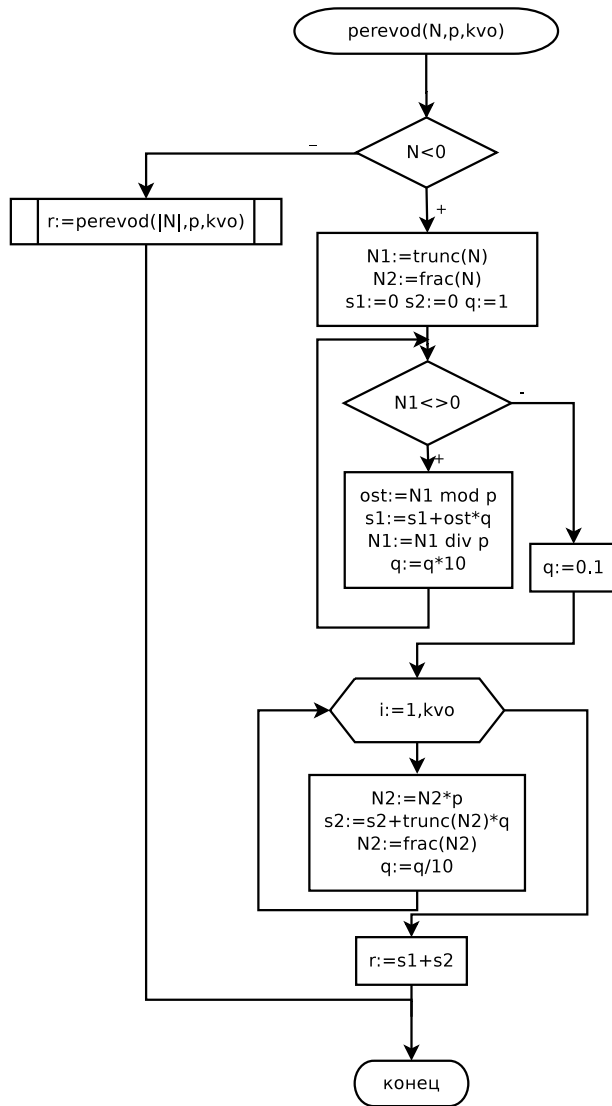 perevod(N,p,kvo)
N<0
–
+
r:=perevod(|N|,p,kvo)
N1:=trunc(N)
N2:=frac(N)
s1:=0 s2:=0 q:=1
N1<>0
-
+
ost:=N1 mod p
s1:=s1+ost*q
N1:=N1 div p
q:=q*10
q:=0.1
i:=1,kvo
N2:=N2*p
s2:=s2+trunc(N2)*q
N2:=frac(N2)
q:=q/10
r:=s1+s2
конец